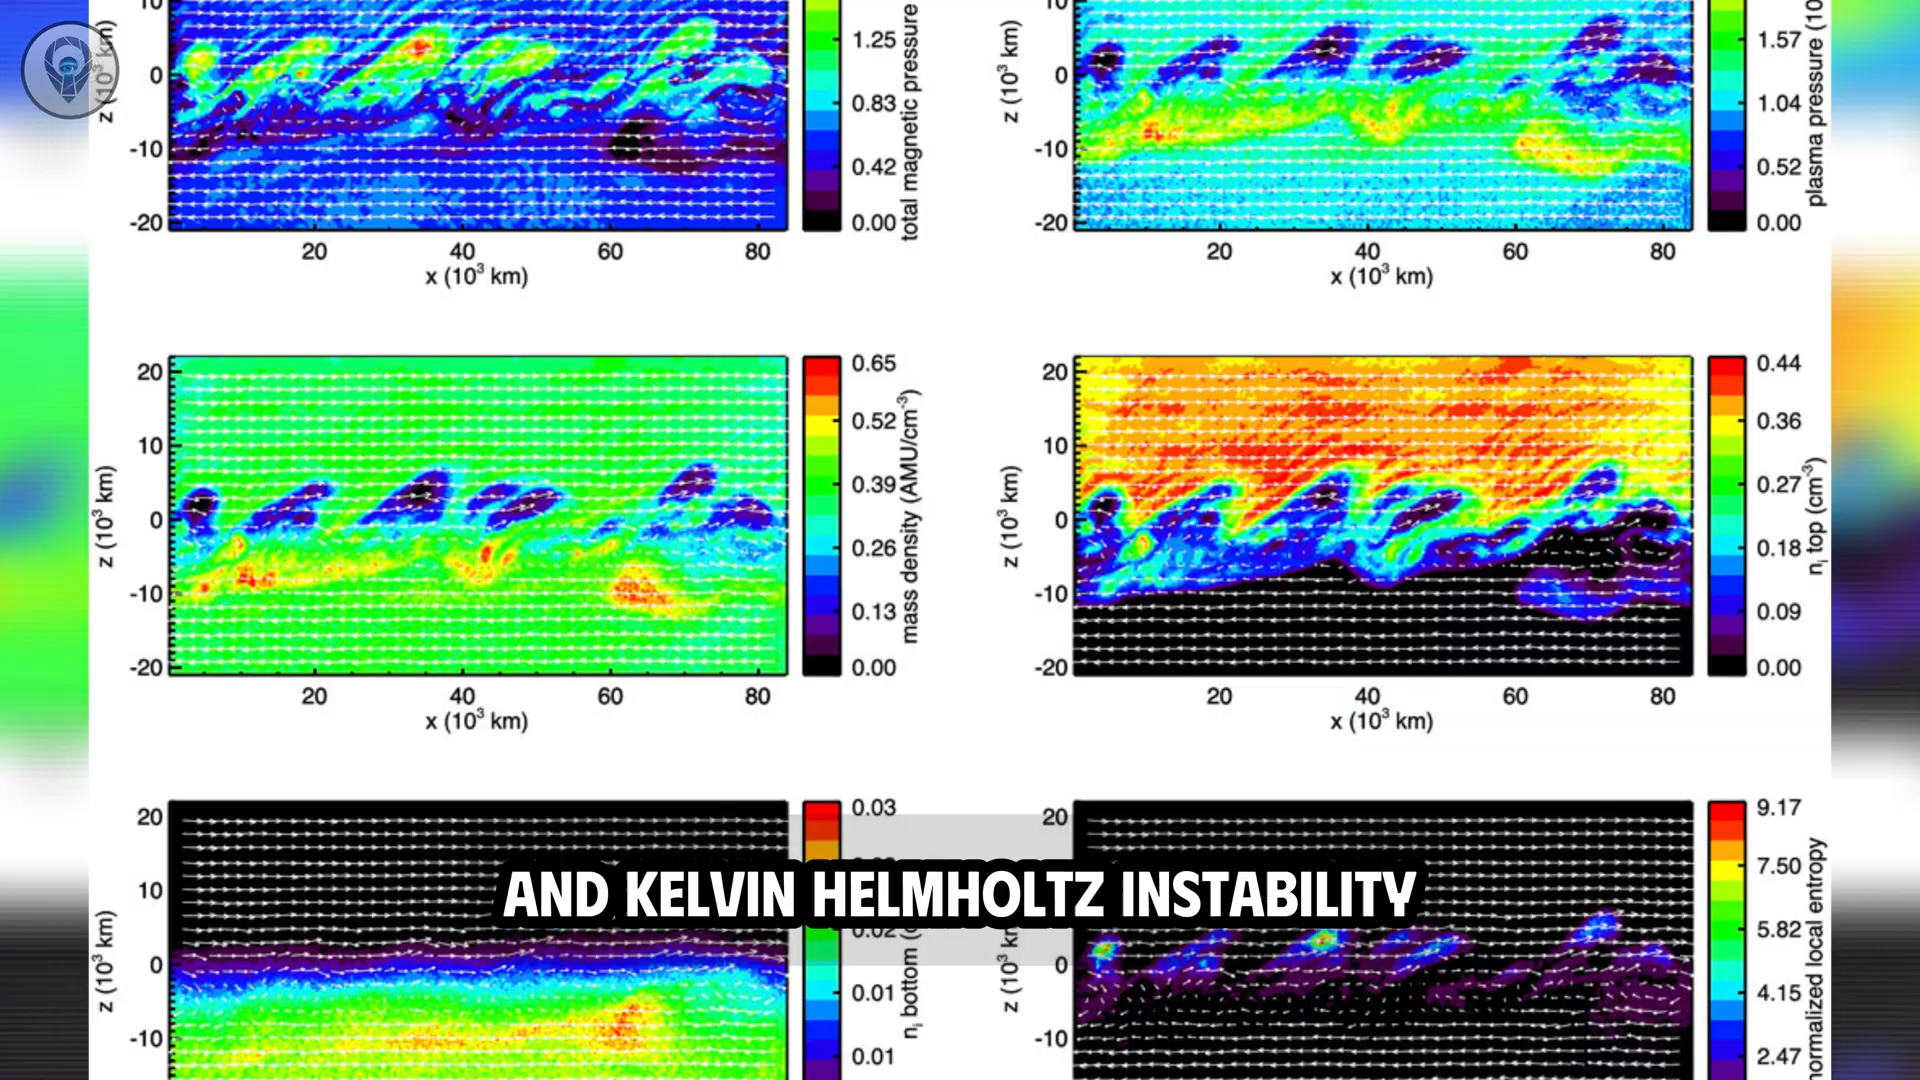 10
0
-10
-20
z (10³ km)
20 40 60 80
x (10³ km)
1.25
0.83
0.42
0.00
total magnetic pressure
10
0
-10
-20
z (10³ km)
20 40 60 80
x (10³ km)
1.57
1.04
0.52
0.00
plasma pressure (10
20
10
0
-10
-20
z (10³ km)
20 40 60 80
x (10³ km)
0.65
0.52
0.39
0.26
0.13
0.00
mass density (AMU/cm⁻³)
20
10
0
-10
-20
z (10³ km)
20 40 60 80
x (10³ km)
0.44
0.36
0.27
0.18
0.09
0.00
nᵢ top (cm⁻³)
20
10
0
-10
z (10³ km)
0.03
0.02
0.01
0.01
nᵢ bottom (
20
0
-10
z (10³ km
9.17
7.50
5.82
4.15
2.47
normalized local entropy
AND KELVIN HELMHOLTZ INSTABILITY